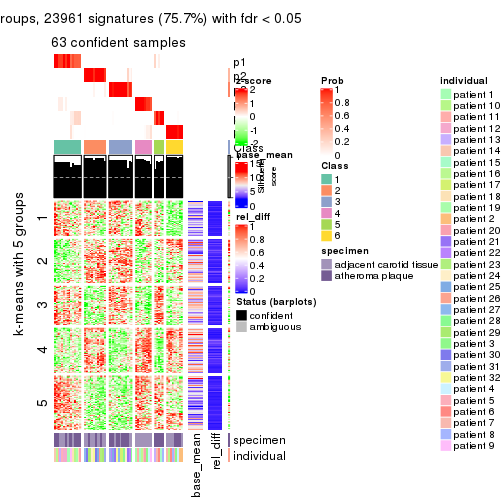 roups, 23961 signatures (75.7%) with fdr < 0.05
63 confident samples
p1
p2
Class
k-means with 5 groups
1
2
3
4
5
specimen
individual
base_mean
rel_diff
z-score
2
1
0
-1
-2
base_mean
15
10
5
0
Silhouette
score
rel_diff
1
0.8
0.6
0.4
0.2
0
Status (barplots)
confident
ambiguous
Prob
1
0.8
0.6
0.4
0.2
0
Class
1
2
3
4
5
6
specimen
adjacent carotid tissue
atheroma plaque
individual
patient 1
patient 10
patient 11
patient 12
patient 13
patient 14
patient 15
patient 16
patient 17
patient 18
patient 19
patient 2
patient 20
patient 21
patient 22
patient 23
patient 24
patient 25
patient 26
patient 27
patient 28
patient 29
patient 3
patient 30
patient 31
patient 32
patient 4
patient 5
patient 6
patient 7
patient 8
patient 9